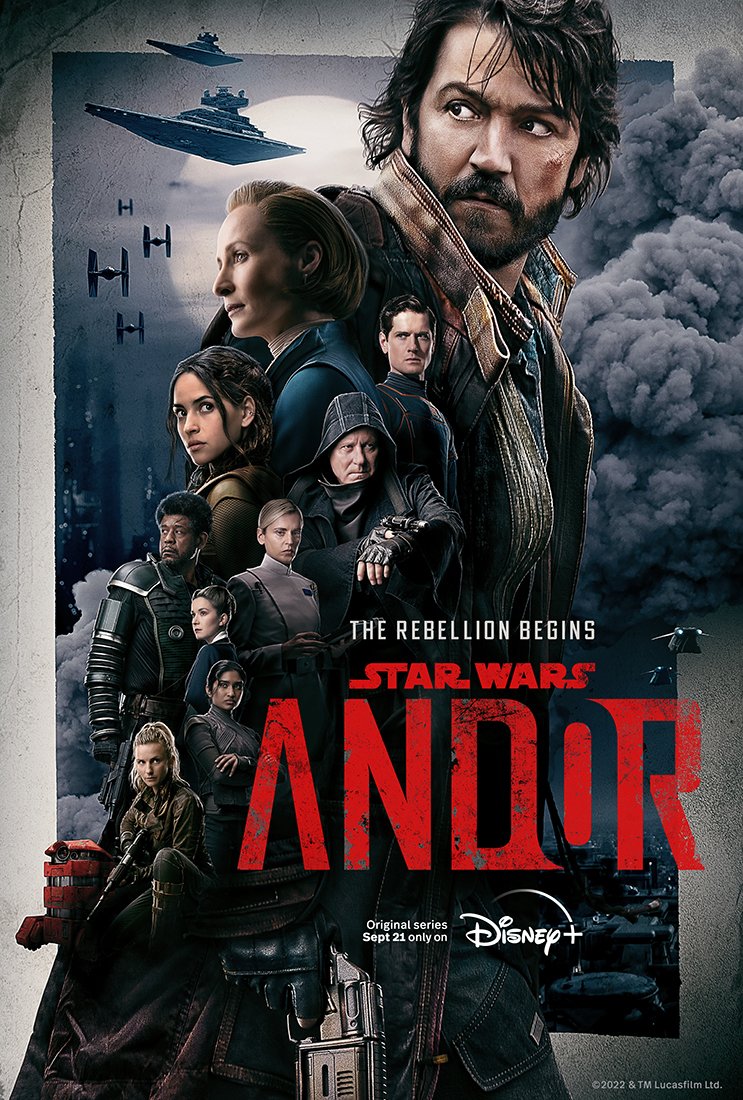 THE REBELLION BEGINS
STAR WARS
ANDOR
Original series
Sept 21 only on
Disney+
©2022 & TM Lucasfilm Ltd.